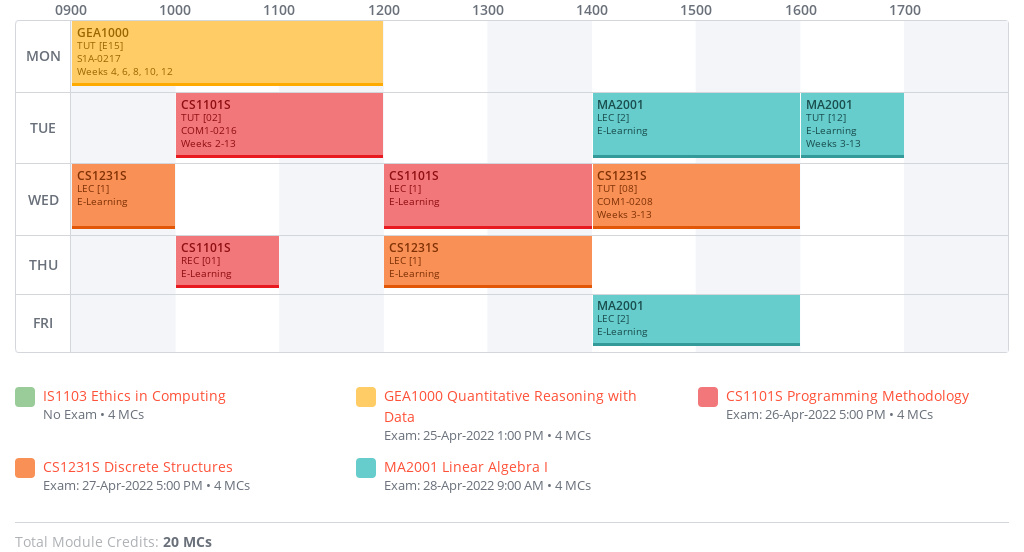 0900 1000 1100 1200 1300 1400 1500 1600 1700
MON
GEA1000
TUT [E15]
S1A-0217
Weeks 4, 6, 8, 10, 12
TUE
CS1101S
TUT [02]
COM1-0216
Weeks 2-13
MA2001
LEC [2]
E-Learning
MA2001
TUT [12]
E-Learning
Weeks 3-13
WED
CS1231S
LEC [1]
E-Learning
CS1101S
LEC [1]
E-Learning
CS1231S
TUT [08]
COM1-0208
Weeks 3-13
THU
CS1101S
REC [01]
E-Learning
CS1231S
LEC [1]
E-Learning
FRI
MA2001
LEC [2]
E-Learning
IS1103 Ethics in Computing
No Exam • 4 MCs
GEA1000 Quantitative Reasoning with
Data
Exam: 25-Apr-2022 1:00 PM • 4 MCs
CS1101S Programming Methodology
Exam: 26-Apr-2022 5:00 PM • 4 MCs
CS1231S Discrete Structures
Exam: 27-Apr-2022 5:00 PM • 4 MCs
MA2001 Linear Algebra I
Exam: 28-Apr-2022 9:00 AM • 4 MCs
Total Module Credits: 20 MCs